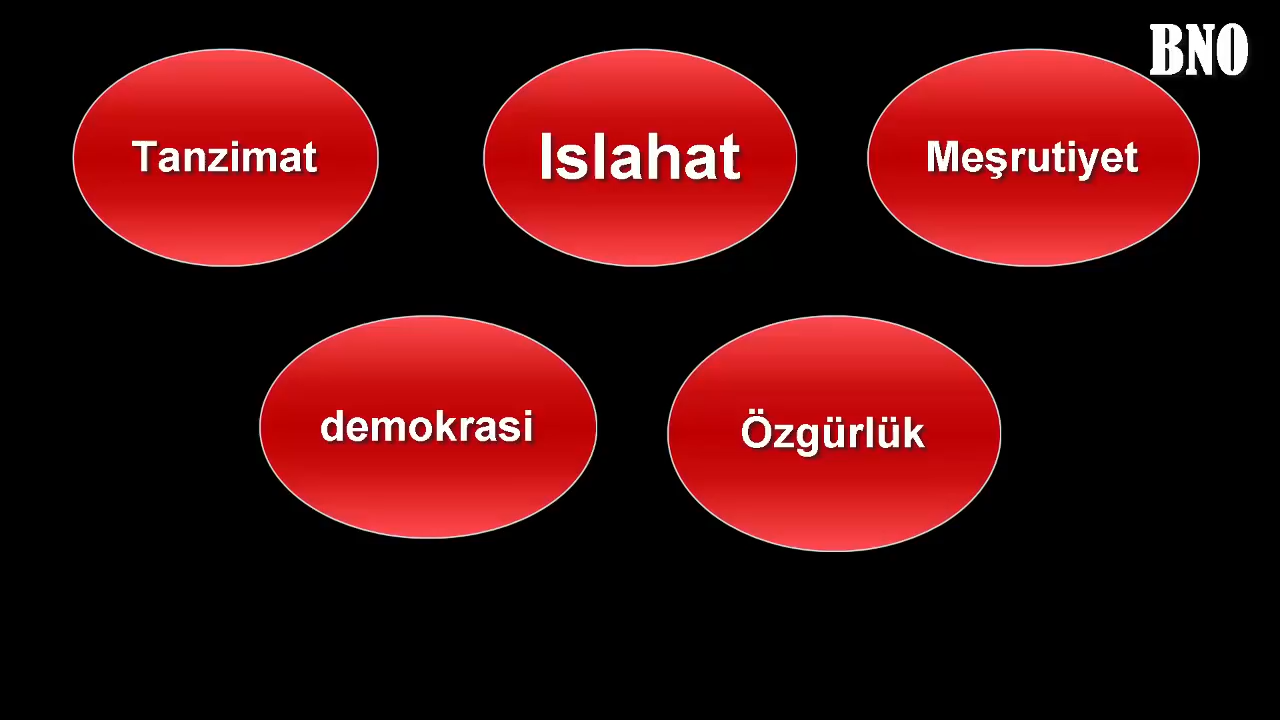 BNO
Tanzimat
Islahat
Meşrutiyet
demokrasi
Özgürlük